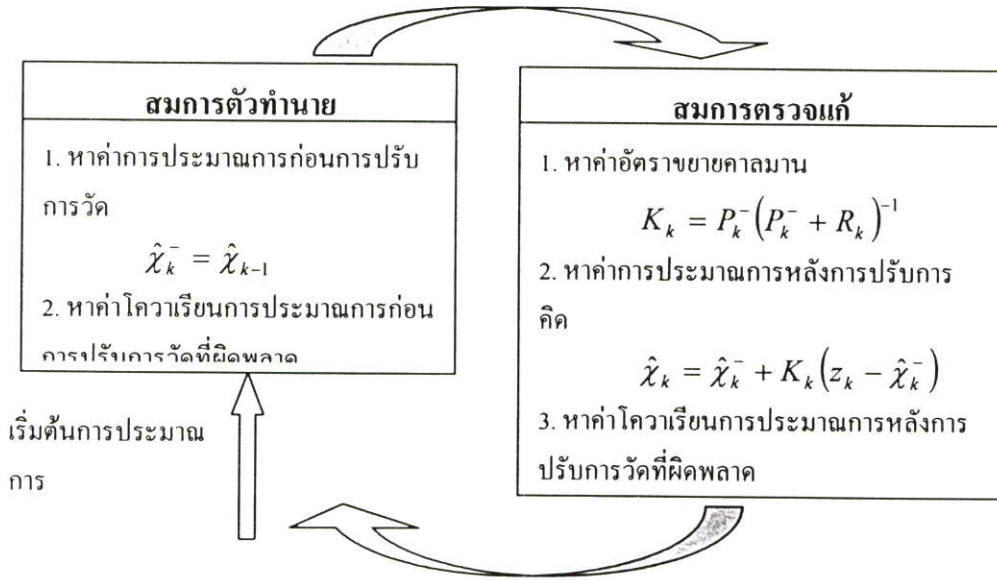 สมการตัวทำนาย
1. หาค่าการประมาณการก่อนการปรับ
การวัด
χ̂ₖ⁻ = χ̂ₖ₋₁
2. หาค่าโควาเรียนการประมาณการก่อน
การปรับการวัดที่ผิดพลาด
เริ่มต้นการประมาณ
การ
สมการตรวจแก้
1. หาค่าอัตราขยายคาลมาน
Kₖ = Pₖ⁻(Pₖ⁻ + Rₖ)⁻¹
2. หาค่าการประมาณการหลังการปรับการ
คิด
χ̂ₖ = χ̂ₖ⁻ + Kₖ(zₖ − χ̂ₖ⁻)
3. หาค่าโควาเรียนการประมาณการหลังการ
ปรับการวัดที่ผิดพลาด